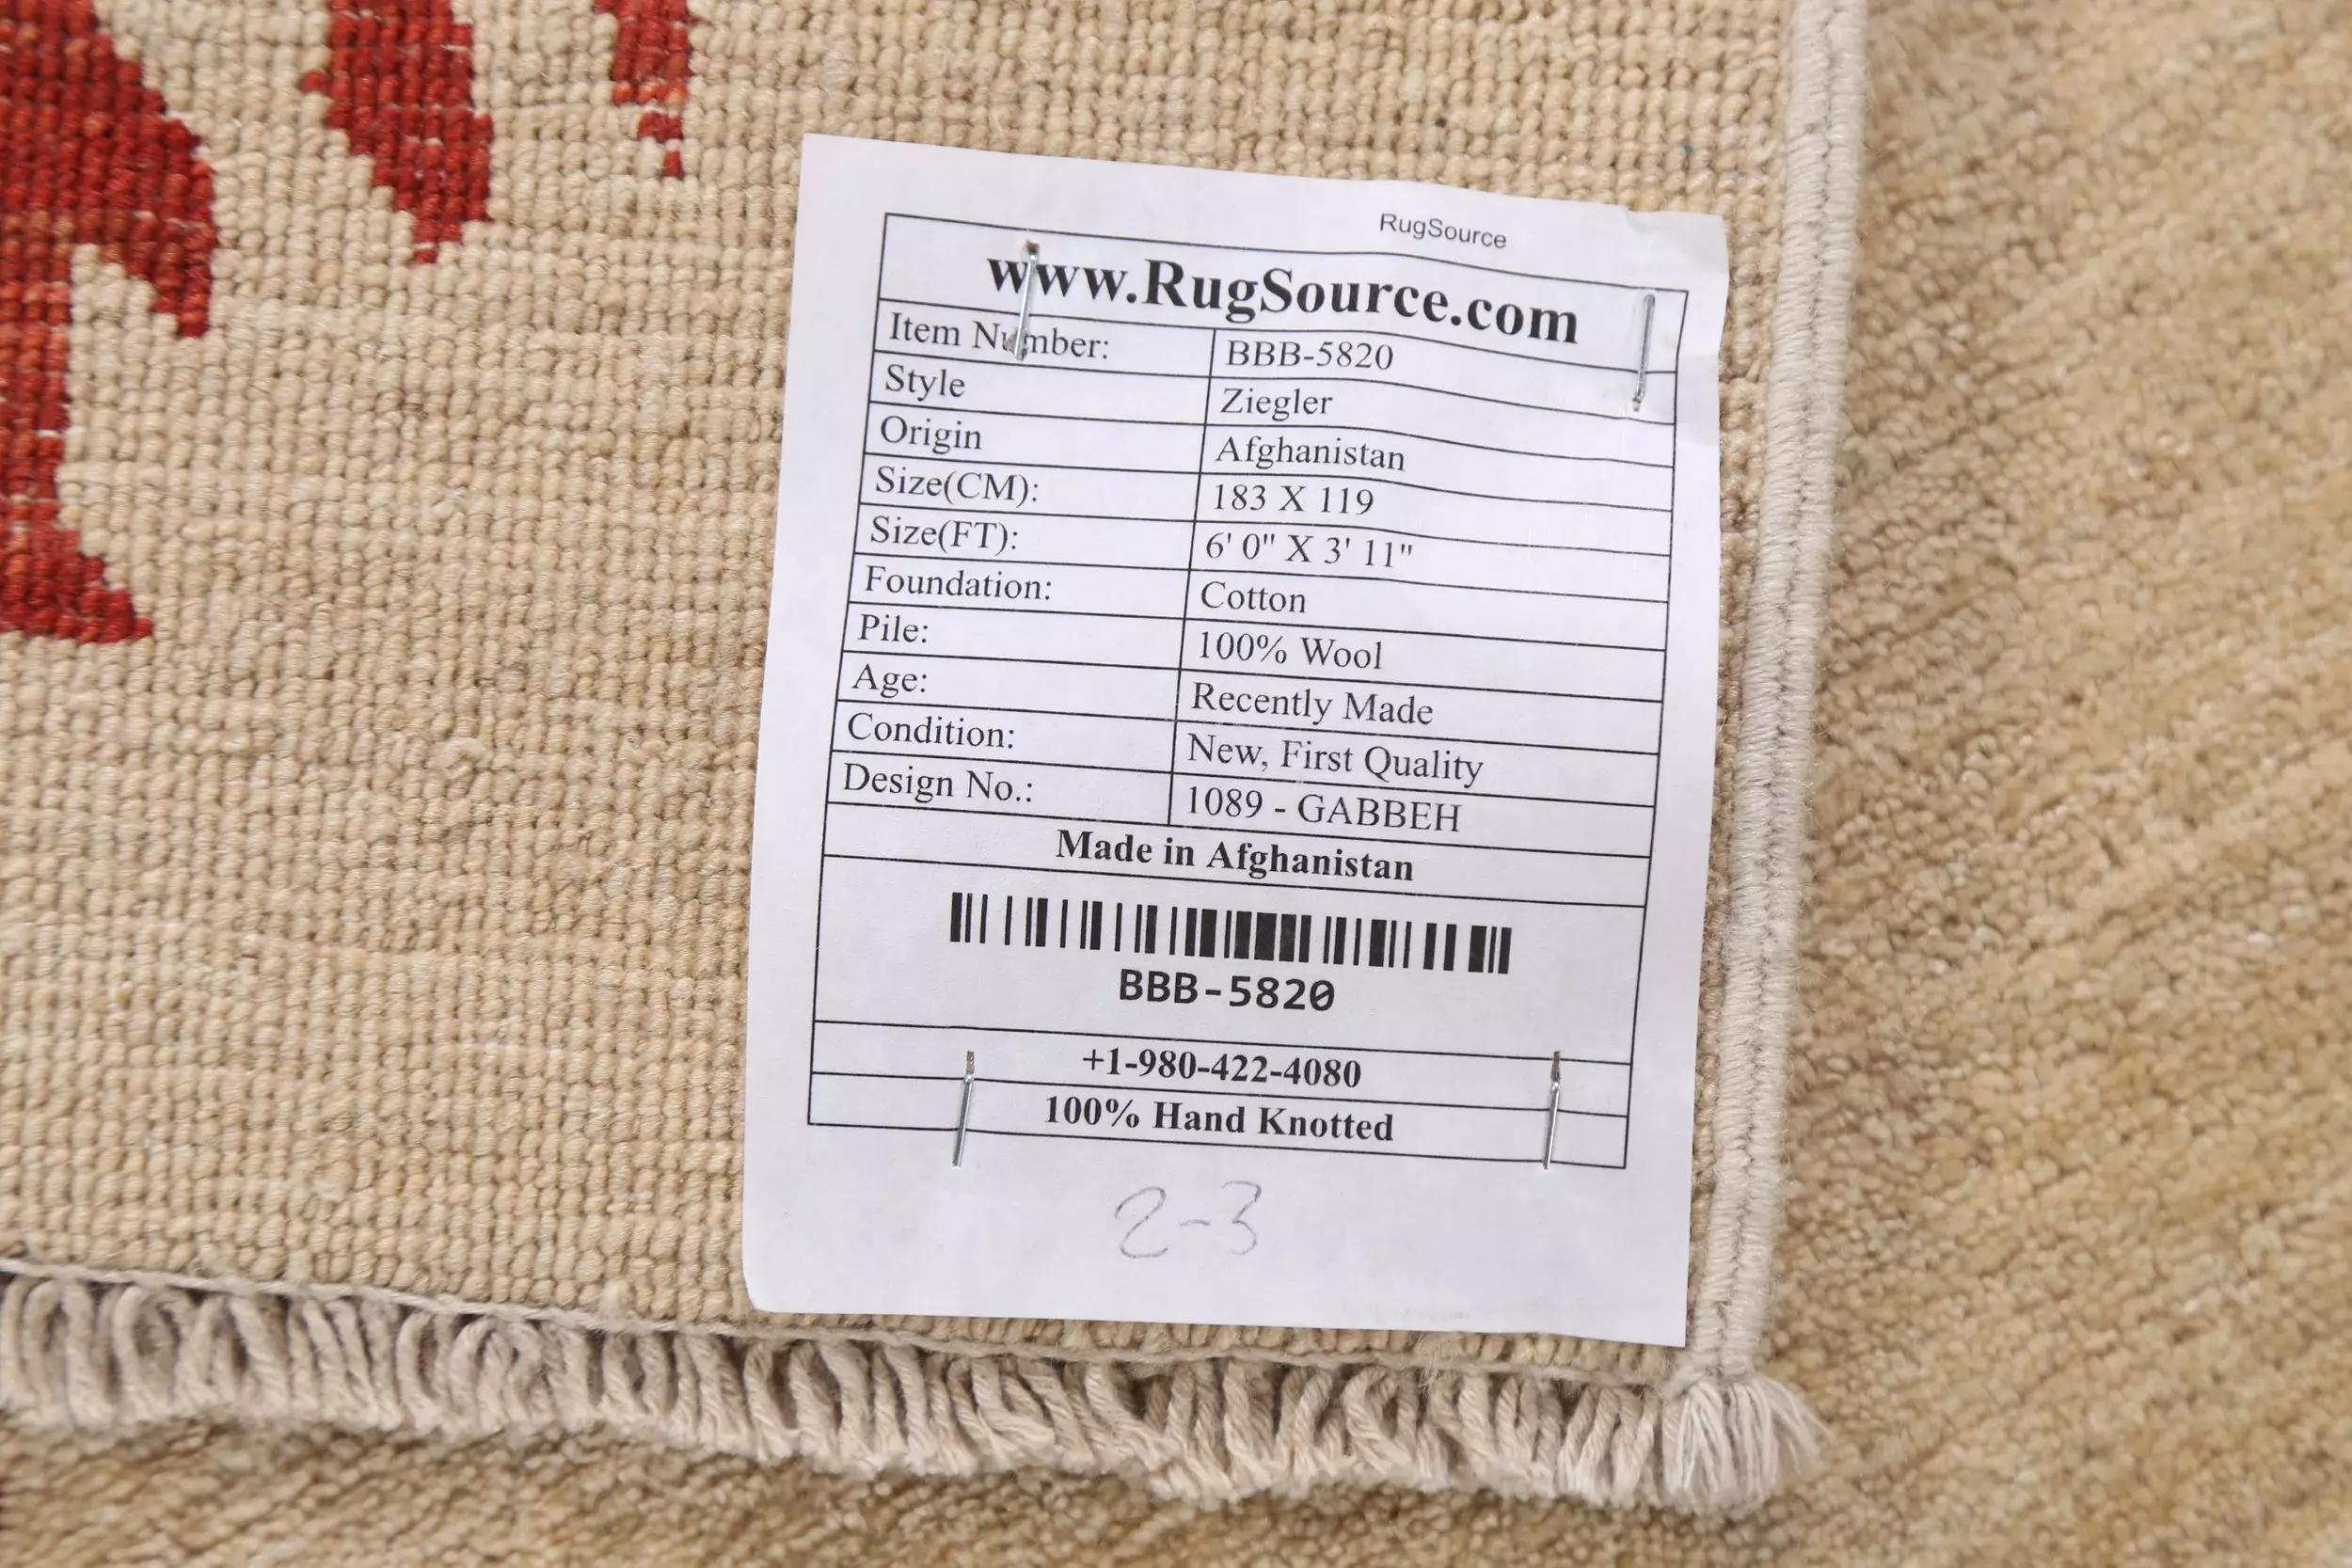 RugSource
www.RugSource.com
Item Number: BBB-5820
Style Ziegler
Origin Afghanistan
Size(CM): 183 X 119
Size(FT): 6' 0" X 3' 11"
Foundation: Cotton
Pile: 100% Wool
Age: Recently Made
Condition: New, First Quality
Design No.: 1089 - GABBEH
Made in Afghanistan
BBB-5820
+1-980-422-4080
100% Hand Knotted
2-3